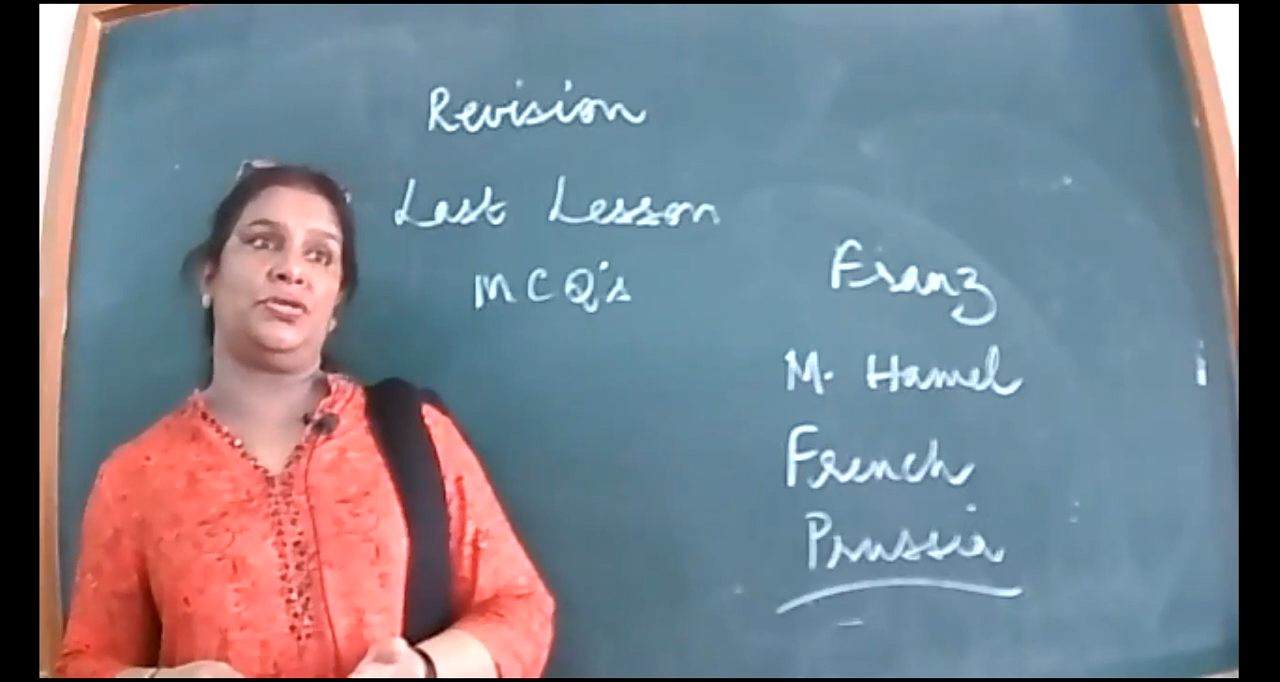 Revision
Last Lesson
MCQ's
Franz
M. Hamel
French
Prussia